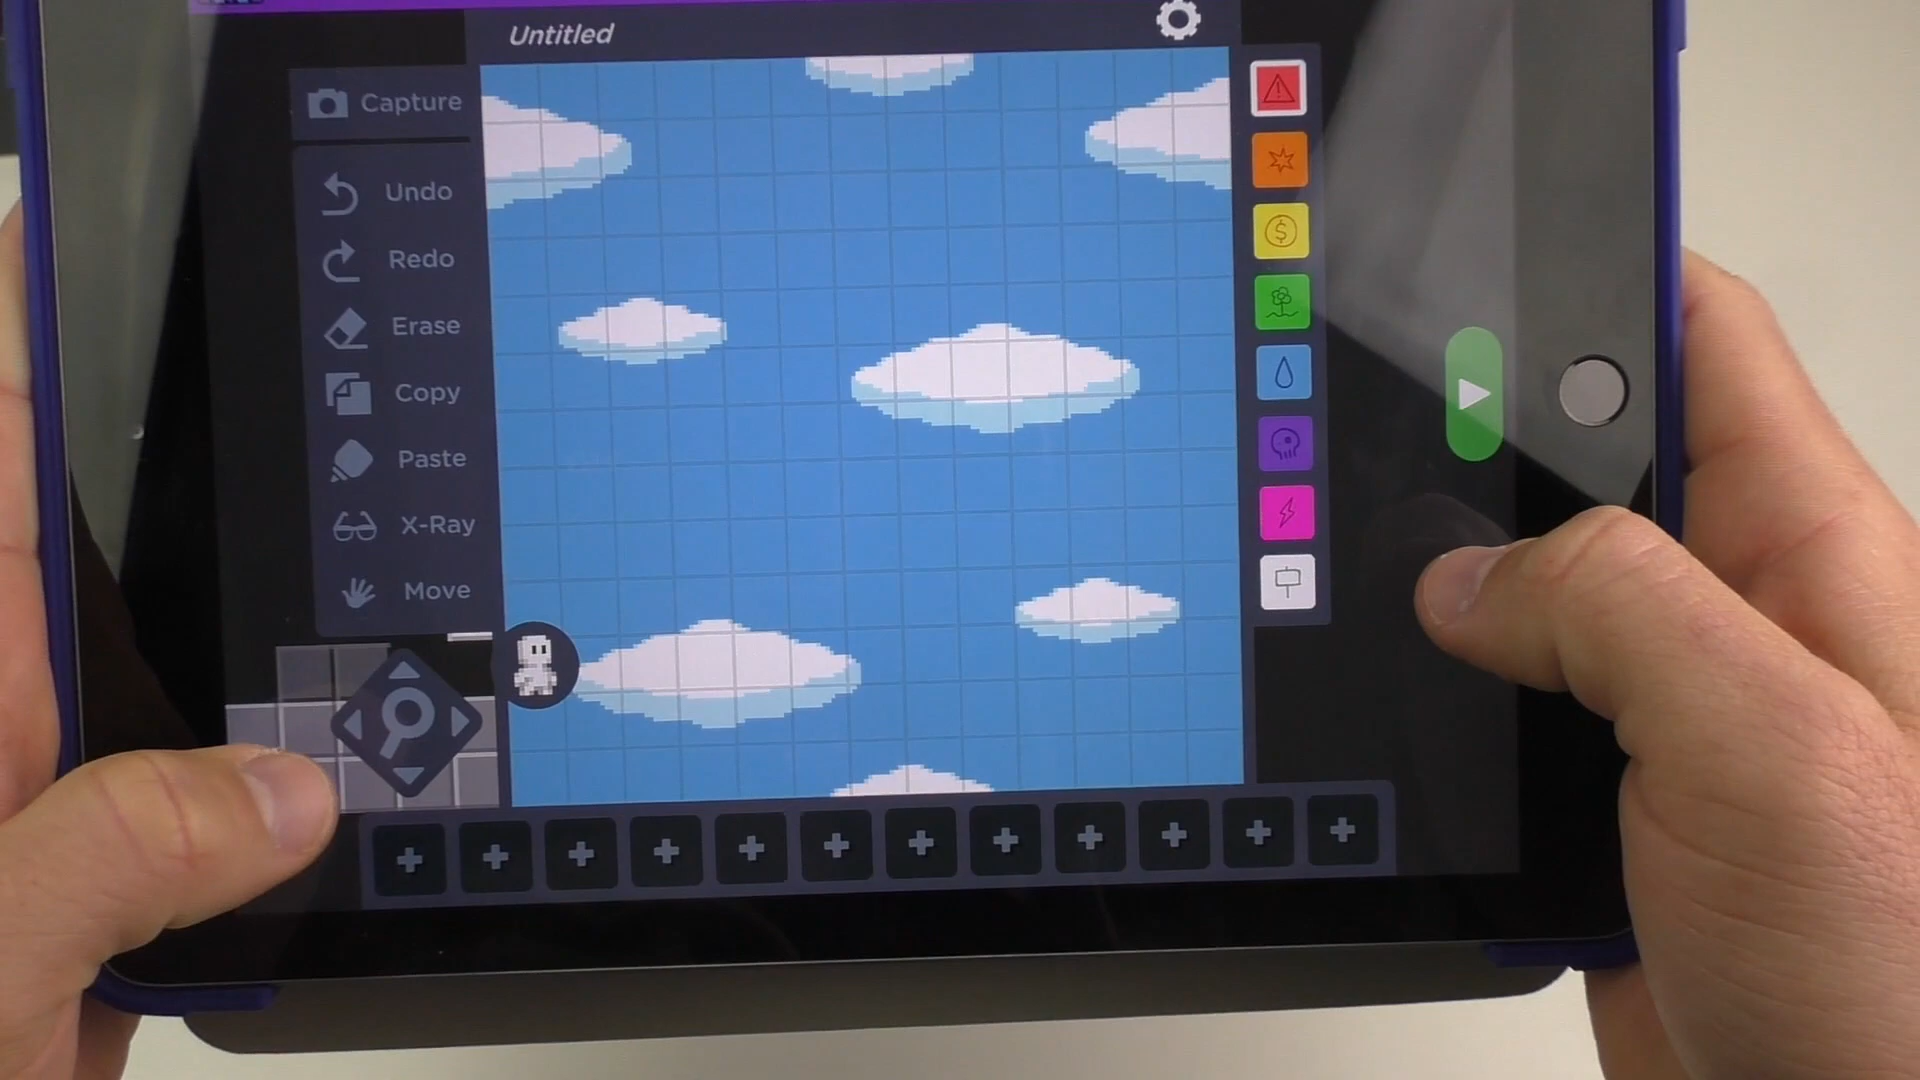 Untitled
Capture
Undo
Redo
Erase
Copy
Paste
X-Ray
Move